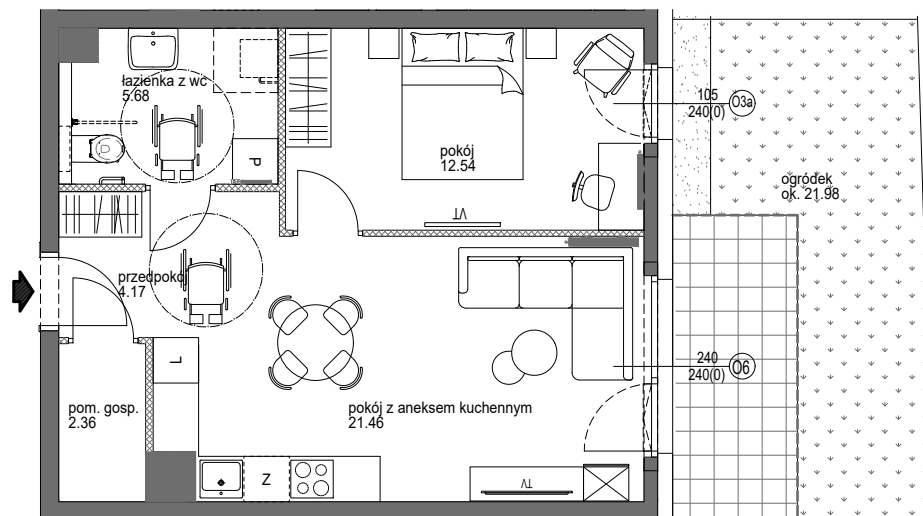 łazienka z wc
5.68
P
pokój
12.54
TV
105
240(0)
O3a
ogródek
ok. 21.98
przedpokój
4.17
L
pom. gosp.
2.36
pokój z aneksem kuchennym
21.46
240
240(0)
O6
Z
TV